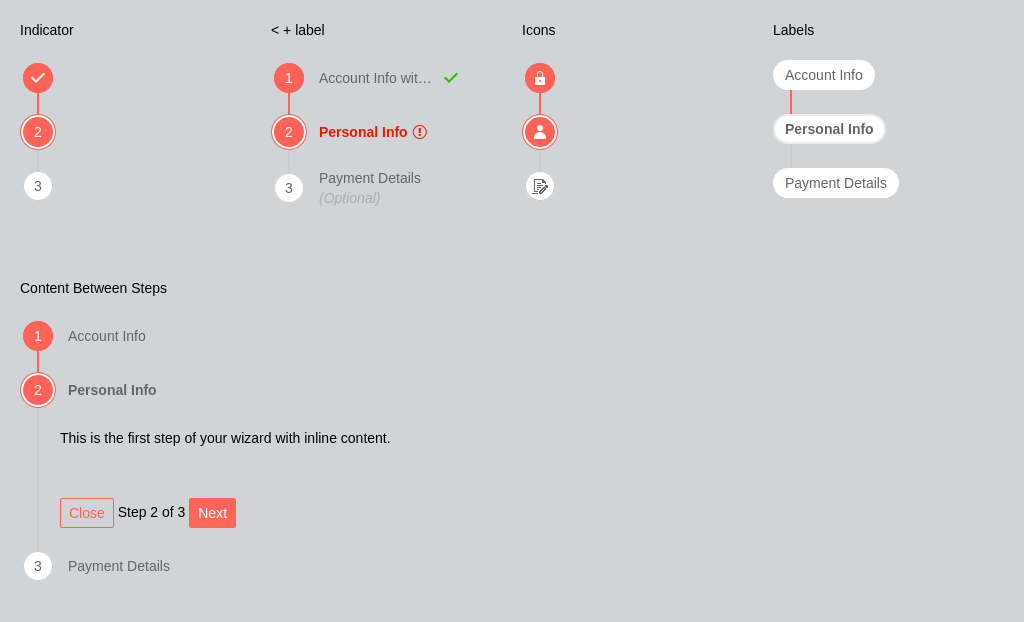 Indicator
2
3
< + label
1 Account Info wit...
2 Personal Info
3 Payment Details
(Optional)
Icons
Labels
Account Info
Personal Info
Payment Details
Content Between Steps
1 Account Info
2 Personal Info
This is the first step of your wizard with inline content.
Close Step 2 of 3 Next
3 Payment Details